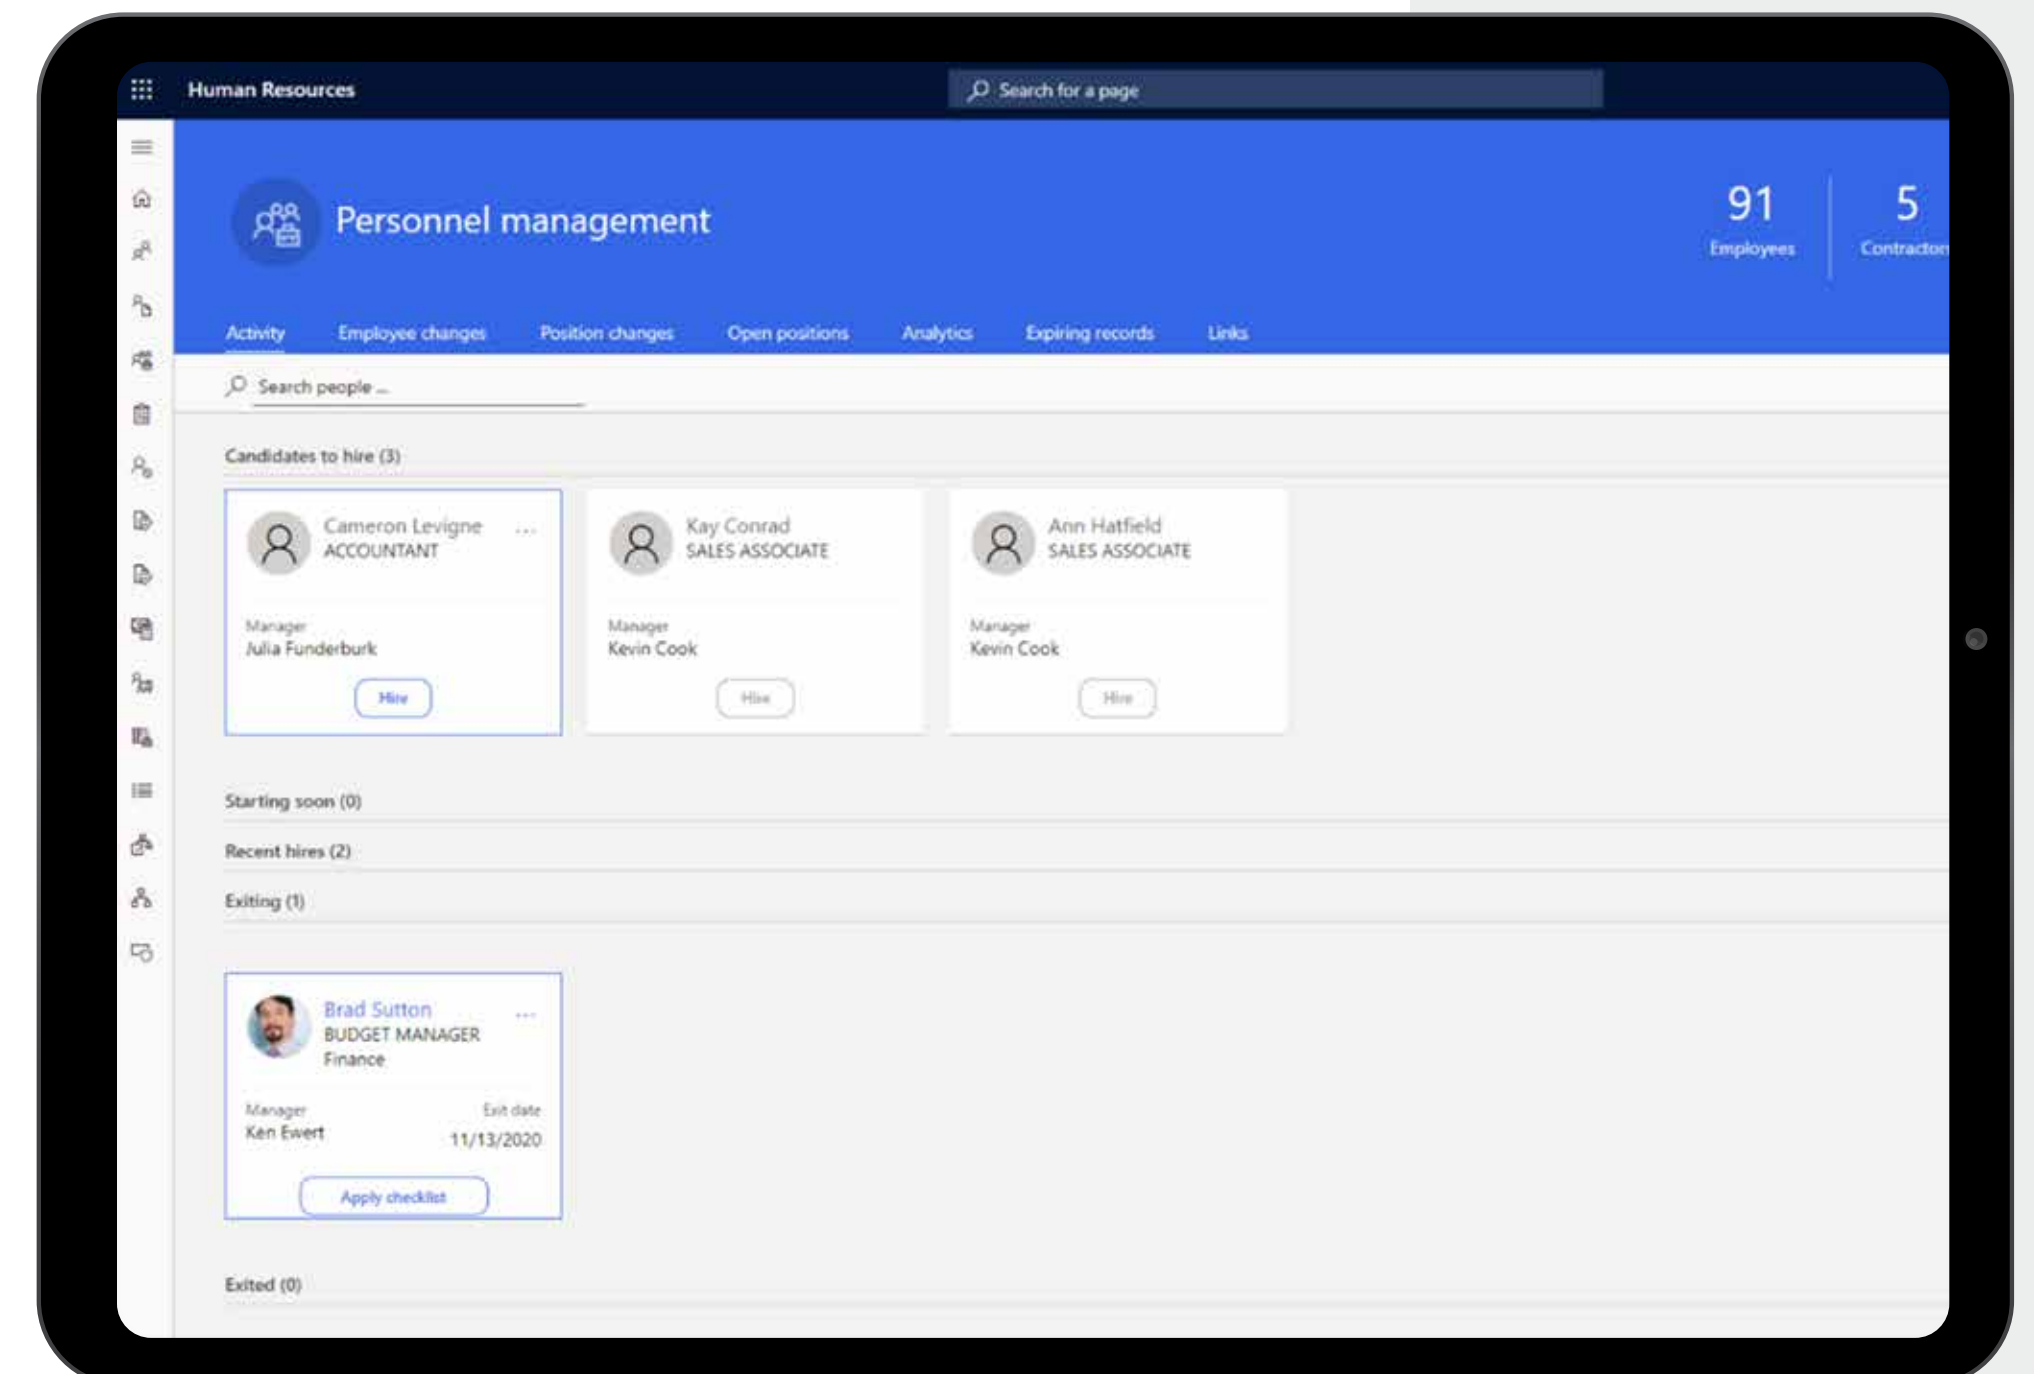 Human Resources
Search for a page
Personnel management
91
Employees
5
Contractors
Activity
Employee changes
Position changes
Open positions
Analytics
Expiring records
Links
Search people ...
Candidates to hire (3)
Cameron Levigne ...
ACCOUNTANT
Manager
Julia Funderburk
Hire
Kay Conrad
SALES ASSOCIATE
Manager
Kevin Cook
Hire
Ann Hatfield
SALES ASSOCIATE
Manager
Kevin Cook
Hire
Starting soon (0)
Recent hires (2)
Exiting (1)
Brad Sutton ...
BUDGET MANAGER
Finance
Manager
Ken Ewert
Exit date
11/13/2020
Apply checklist
Exited (0)